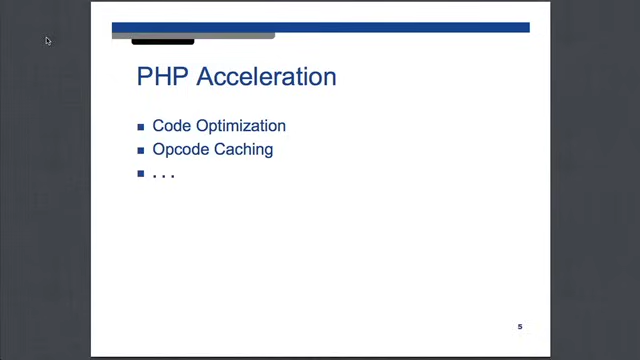 PHP Acceleration
Code Optimization
Opcode Caching
. . .
5